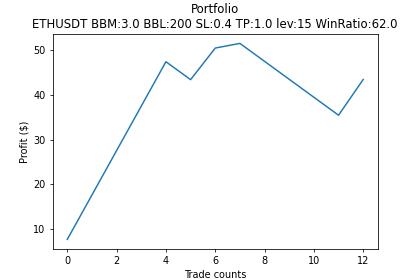 Portfolio
ETHUSDT BBM:3.0 BBL:200 SL:0.4 TP:1.0 lev:15 WinRatio:62.0
50
40
30
20
10
Profit ($)
0 2 4 6 8 10 12
Trade counts